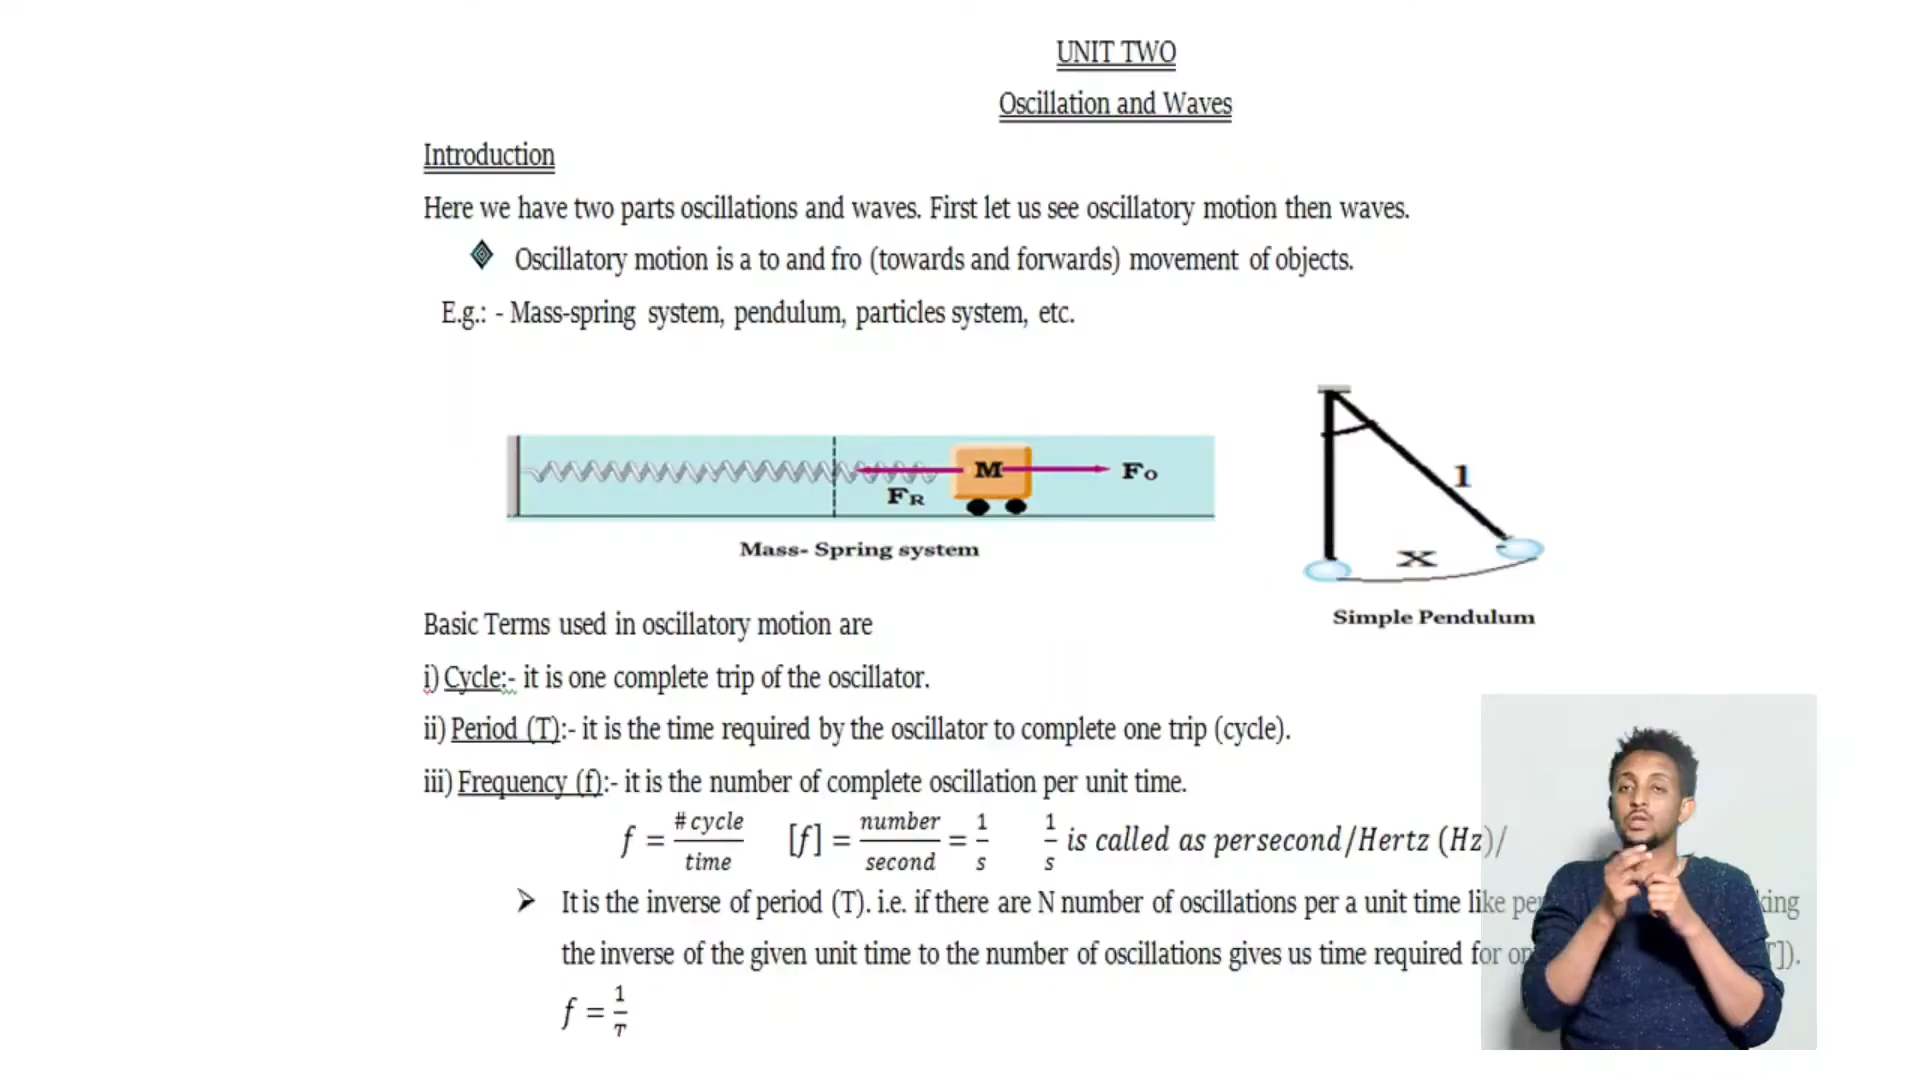 UNIT TWO
Oscillation and Waves
Introduction
Here we have two parts oscillations and waves. First let us see oscillatory motion then waves.
Oscillatory motion is a to and fro (towards and forwards) movement of objects.
E.g.: - Mass-spring system, pendulum, particles system, etc.
M
Fo
FR
Mass- Spring system
l
X
Simple Pendulum
Basic Terms used in oscillatory motion are
i) Cycle:- it is one complete trip of the oscillator.
ii) Period (T):- it is the time required by the oscillator to complete one trip (cycle).
iii) Frequency (f):- it is the number of complete oscillation per unit time.
f = # cycle / time   [f] = number / second = 1/s   1/s is called as persecond/Hertz (Hz)/
➢ It is the inverse of period (T). i.e. if there are N number of oscillations per a unit time like
the inverse of the given unit time to the number of oscillations gives us time required for
f = 1/T